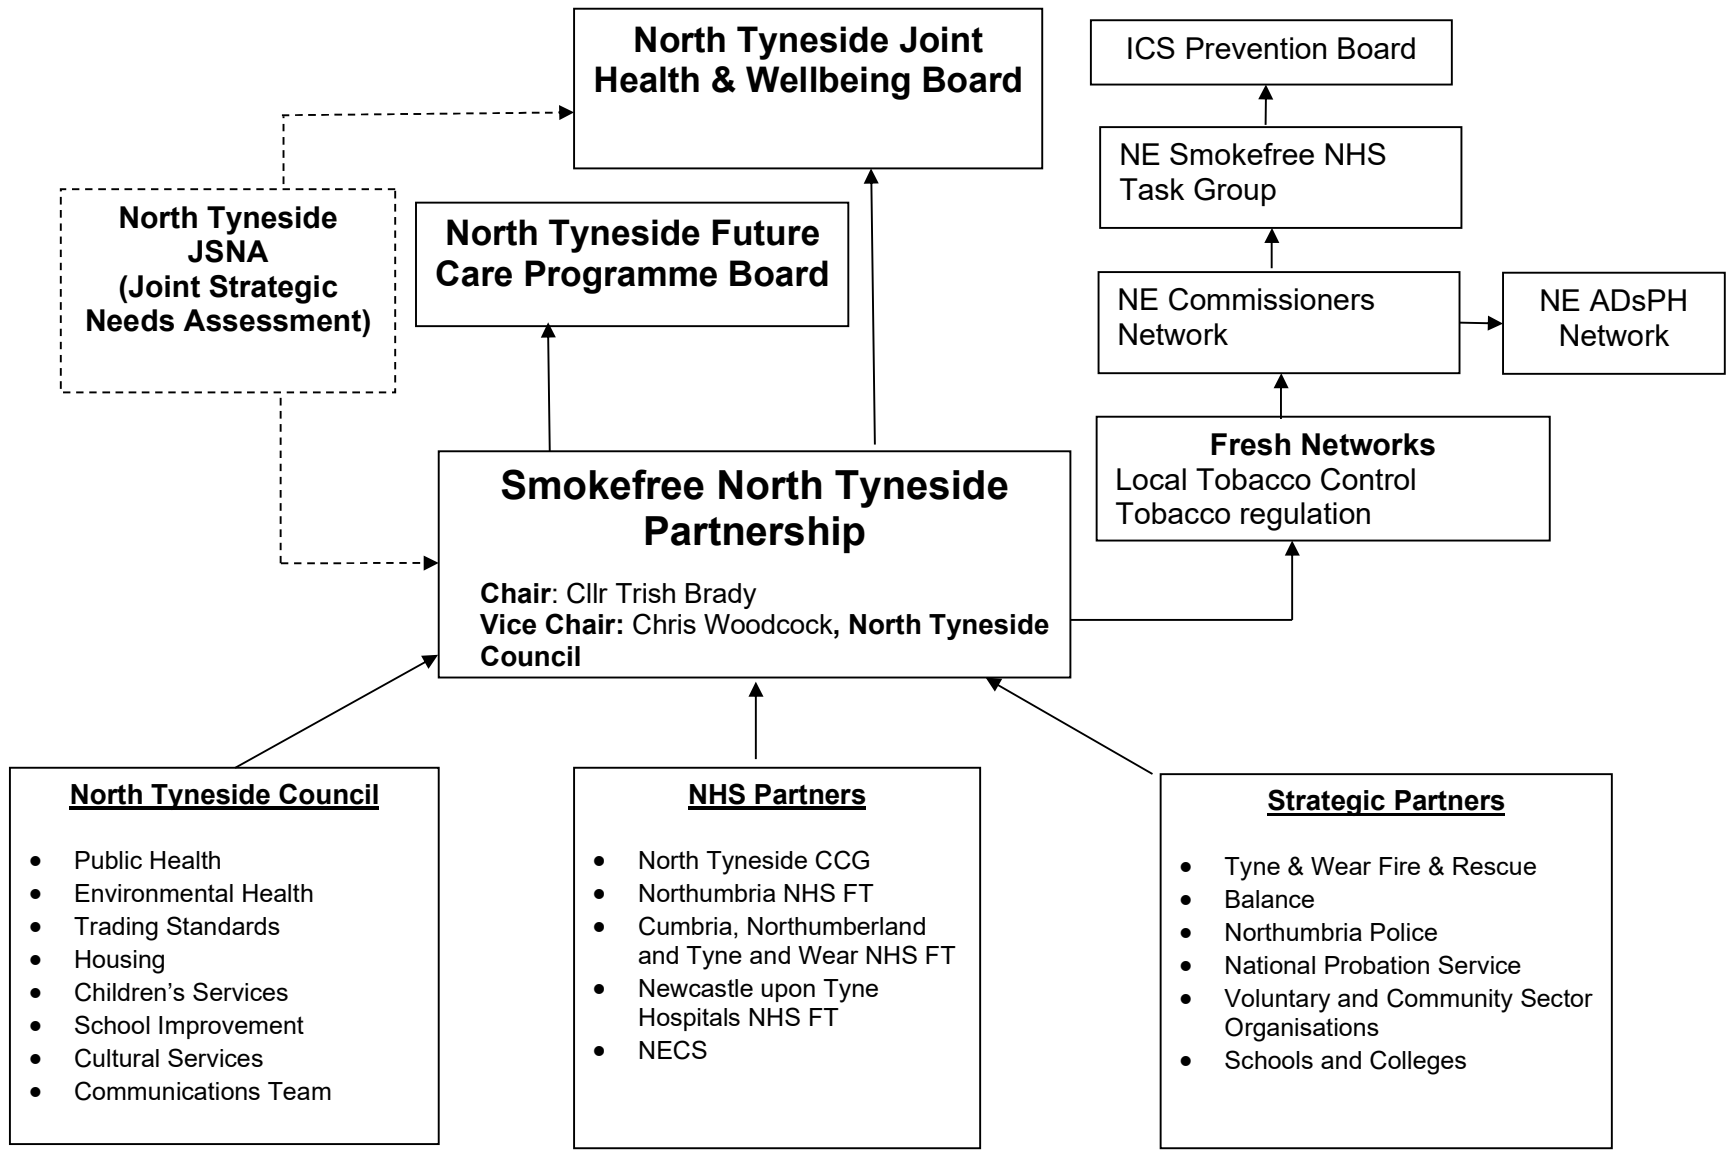 North Tyneside Joint
Health & Wellbeing Board
ICS Prevention Board
NE Smokefree NHS
Task Group
North Tyneside
JSNA
(Joint Strategic
Needs Assessment)
North Tyneside Future
Care Programme Board
NE Commissioners
Network
NE ADsPH
Network
Fresh Networks
Local Tobacco Control
Tobacco regulation
Smokefree North Tyneside
Partnership
Chair: Cllr Trish Brady
Vice Chair: Chris Woodcock, North Tyneside
Council
North Tyneside Council
• Public Health
• Environmental Health
• Trading Standards
• Housing
• Children’s Services
• School Improvement
• Cultural Services
• Communications Team
NHS Partners
• North Tyneside CCG
• Northumbria NHS FT
• Cumbria, Northumberland
and Tyne and Wear NHS FT
• Newcastle upon Tyne
Hospitals NHS FT
• NECS
Strategic Partners
• Tyne & Wear Fire & Rescue
• Balance
• Northumbria Police
• National Probation Service
• Voluntary and Community Sector
Organisations
• Schools and Colleges